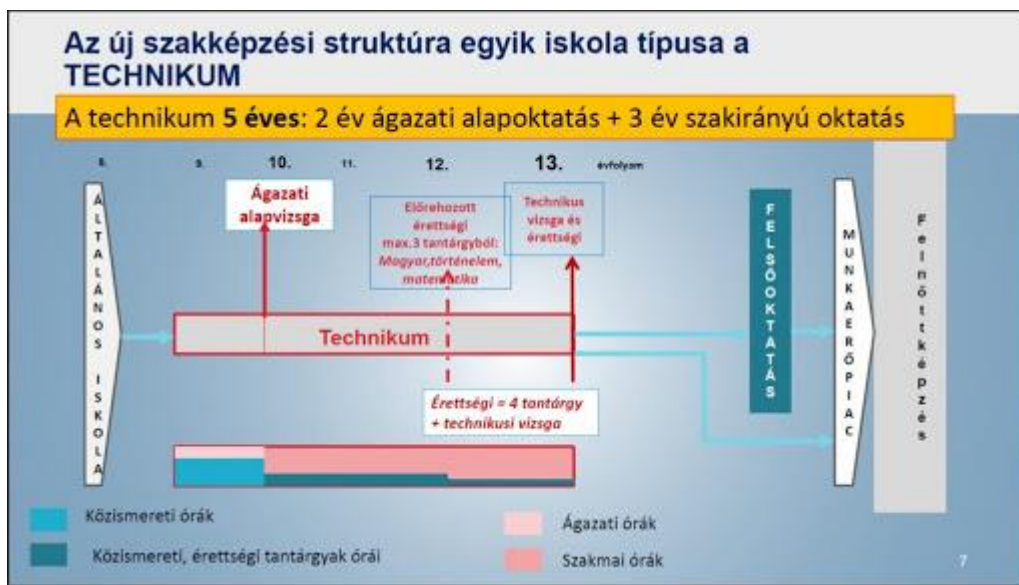 Az új szakképzési struktúra egyik iskola típusa a
TECHNIKUM
A technikum 5 éves: 2 év ágazati alapoktatás + 3 év szakirányú oktatás
8. 9. 10. 11. 12. 13. évfolyam
ÁLTALÁNOS ISKOLA
Ágazati
alapvizsga
Előrehozott
érettségi
max.3 tantárgyból:
Magyar,történelem,
matematika
Technikus
vizsga és
érettségi
Technikum
Érettségi = 4 tantárgy
+ technikusi vizsga
FELSŐOKTATÁS
MUNKAERŐPIAC
Felnőttképzés
Közismereti órák
Ágazati órák
Közismereti, érettségi tantárgyak órái
Szakmai órák
7